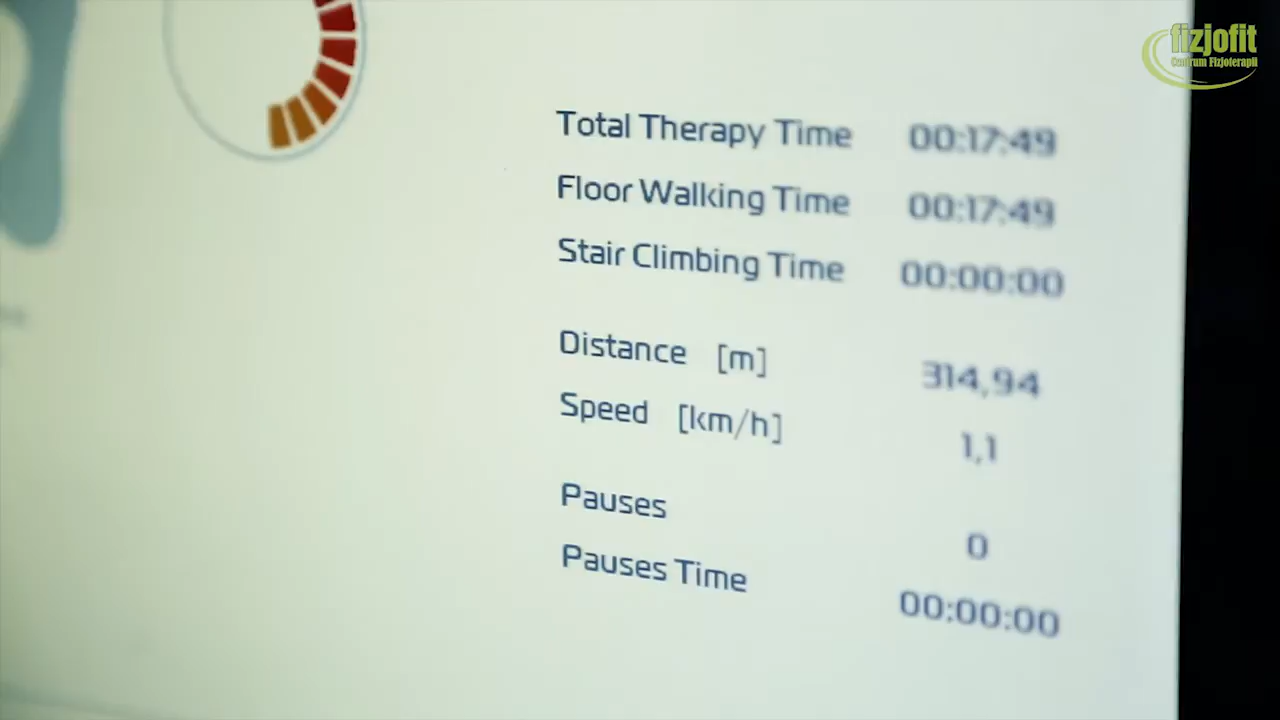 fizjofit
Centrum Fizjoterapii
Total Therapy Time 00:17:49
Floor Walking Time 00:17:49
Stair Climbing Time 00:00:00
Distance [m] 314,94
Speed [km/h] 1,1
Pauses 0
Pauses Time 00:00:00